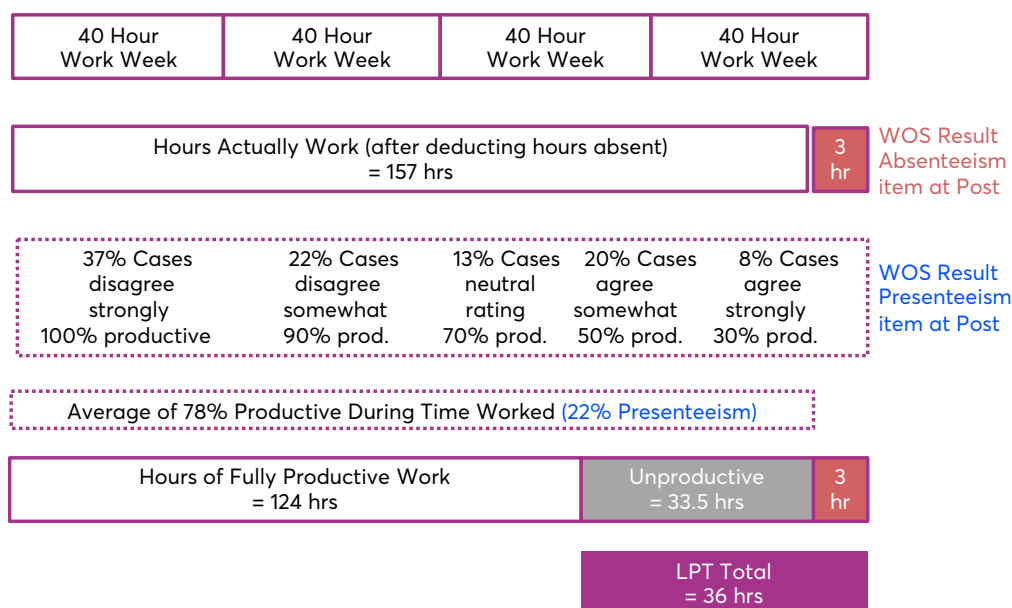 40 Hour
Work Week
40 Hour
Work Week
40 Hour
Work Week
40 Hour
Work Week
Hours Actually Work (after deducting hours absent)
= 157 hrs
3
hr
WOS Result
Absenteeism
item at Post
37% Cases
disagree
strongly
100% productive
22% Cases
disagree
somewhat
90% prod.
13% Cases
neutral
rating
70% prod.
20% Cases
agree
somewhat
50% prod.
8% Cases
agree
strongly
30% prod.
WOS Result
Presenteeism
item at Post
Average of 78% Productive During Time Worked (22% Presenteeism)
Hours of Fully Productive Work
= 124 hrs
Unproductive
= 33.5 hrs
3
hr
LPT Total
= 36 hrs